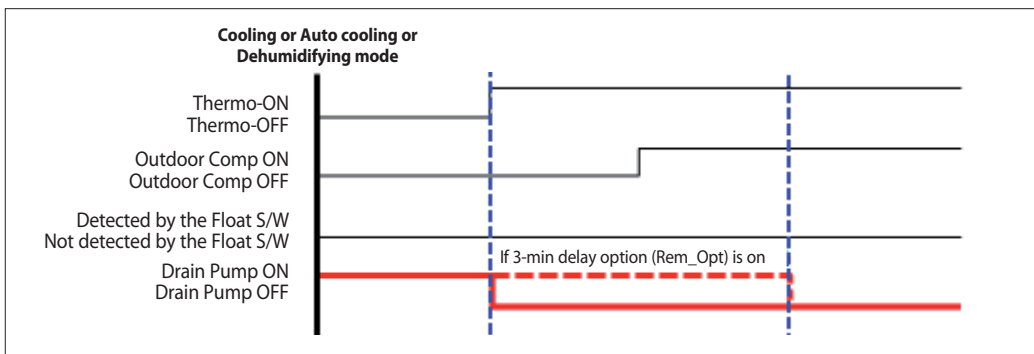 Cooling or Auto cooling or
Dehumidifying mode
Thermo-ON
Thermo-OFF
Outdoor Comp ON
Outdoor Comp OFF
Detected by the Float S/W
Not detected by the Float S/W
If 3-min delay option (Rem_Opt) is on
Drain Pump ON
Drain Pump OFF